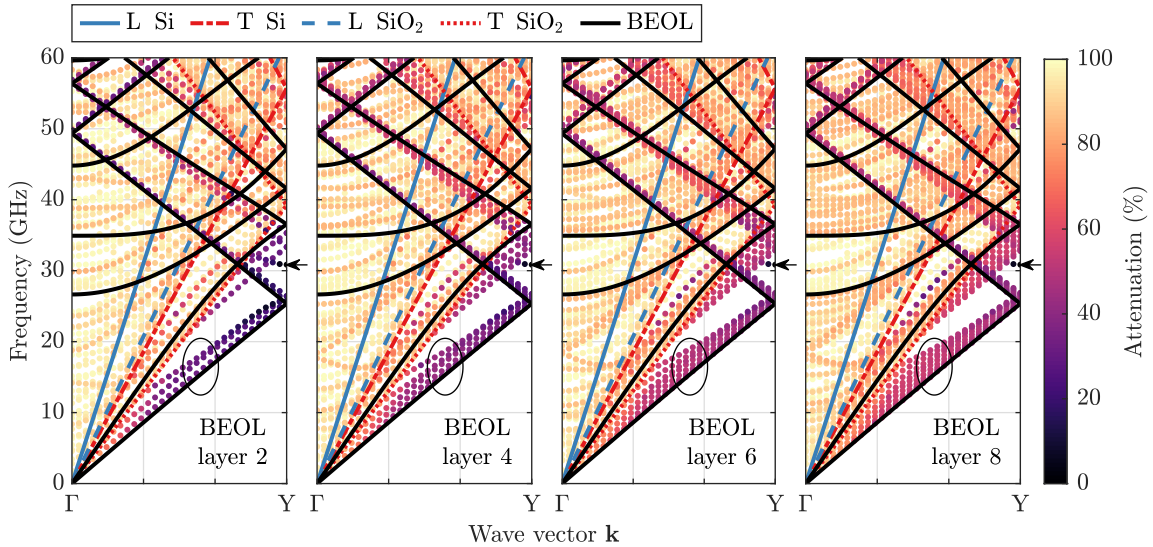 L Si T Si L SiO₂ T SiO₂ BEOL
60
50
40
30
20
10
0
Frequency (GHz)
BEOL
layer 2
BEOL
layer 4
BEOL
layer 6
BEOL
layer 8
Γ Y Γ Y Γ Y Γ Y
Wave vector k
100
80
60
40
20
0
Attenuation (%)